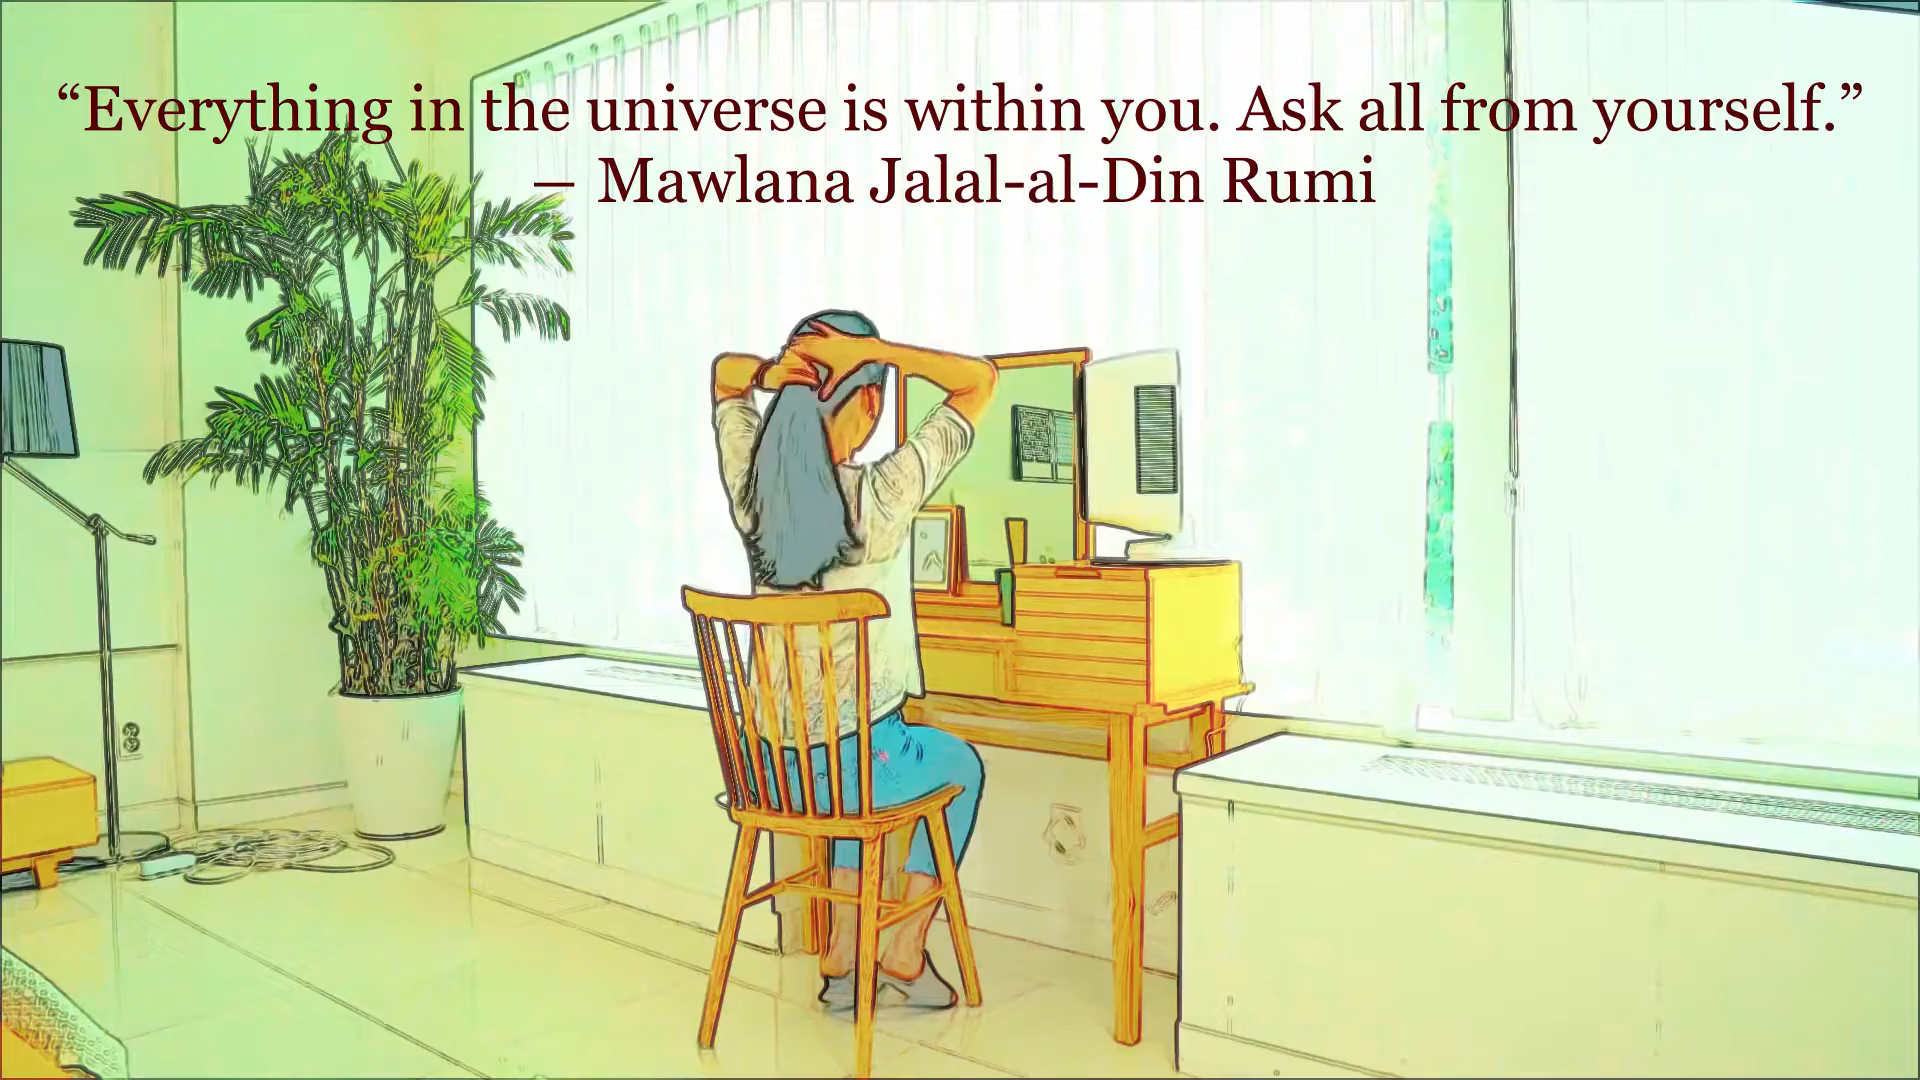 “Everything in the universe is within you. Ask all from yourself.”
— Mawlana Jalal-al-Din Rumi